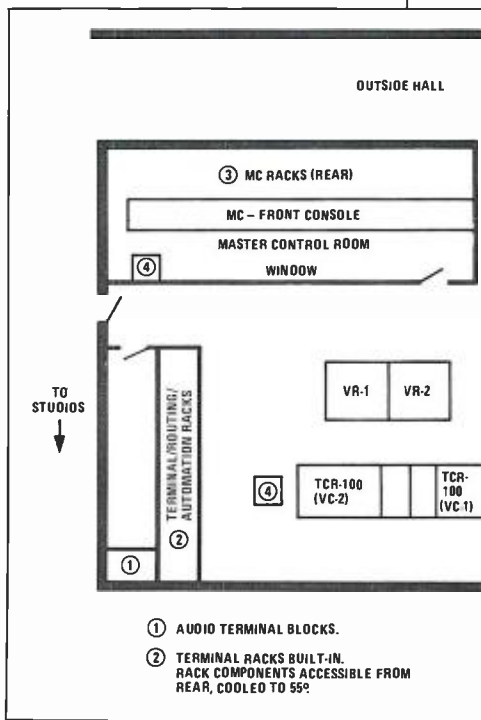 OUTSIDE HALL
③ MC RACKS (REAR)
MC – FRONT CONSOLE
MASTER CONTROL ROOM
④
WINDOW
TO
STUDIOS
TERMINAL/ROUTING/
AUTOMATION RACKS
②
①
VR-1
VR-2
④
TCR-100
(VC-2)
TCR-
100
(VC-1)
① AUDIO TERMINAL BLOCKS.
② TERMINAL RACKS BUILT-IN.
RACK COMPONENTS ACCESSIBLE FROM
REAR, COOLED TO 55º.